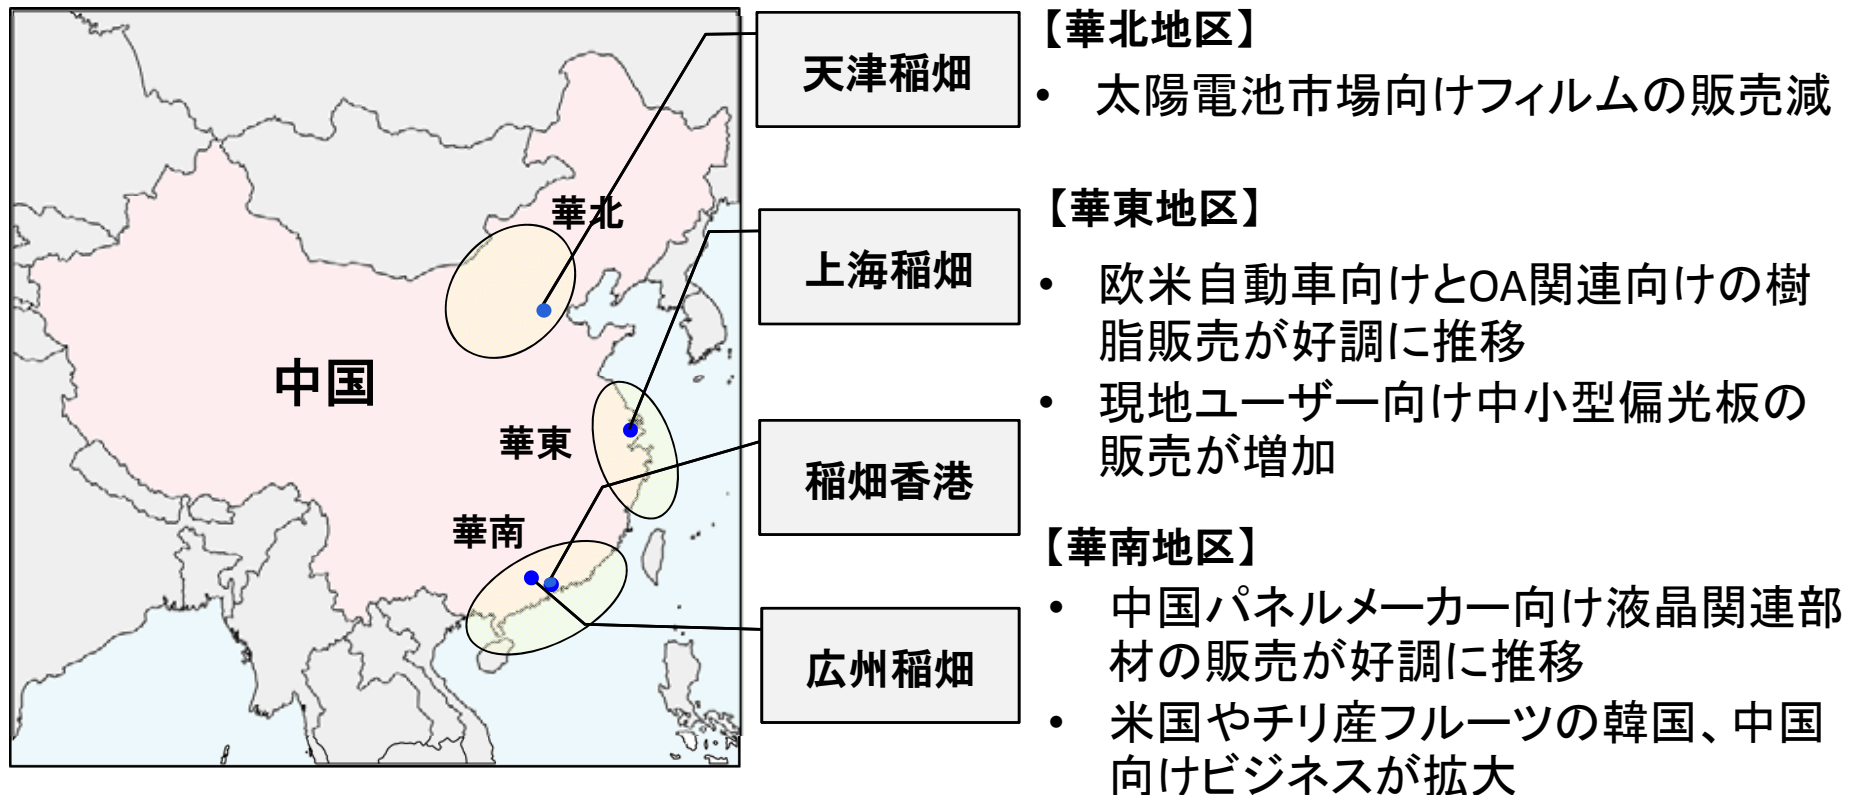 華北
中国
華東
華南
天津稲畑
上海稲畑
稲畑香港
広州稲畑
【華北地区】
• 太陽電池市場向けフィルムの販売減
【華東地区】
• 欧米自動車向けとOA関連向けの樹
脂販売が好調に推移
• 現地ユーザー向け中小型偏光板の
販売が増加
【華南地区】
• 中国パネルメーカー向け液晶関連部
材の販売が好調に推移
• 米国やチリ産フルーツの韓国、中国
向けビジネスが拡大